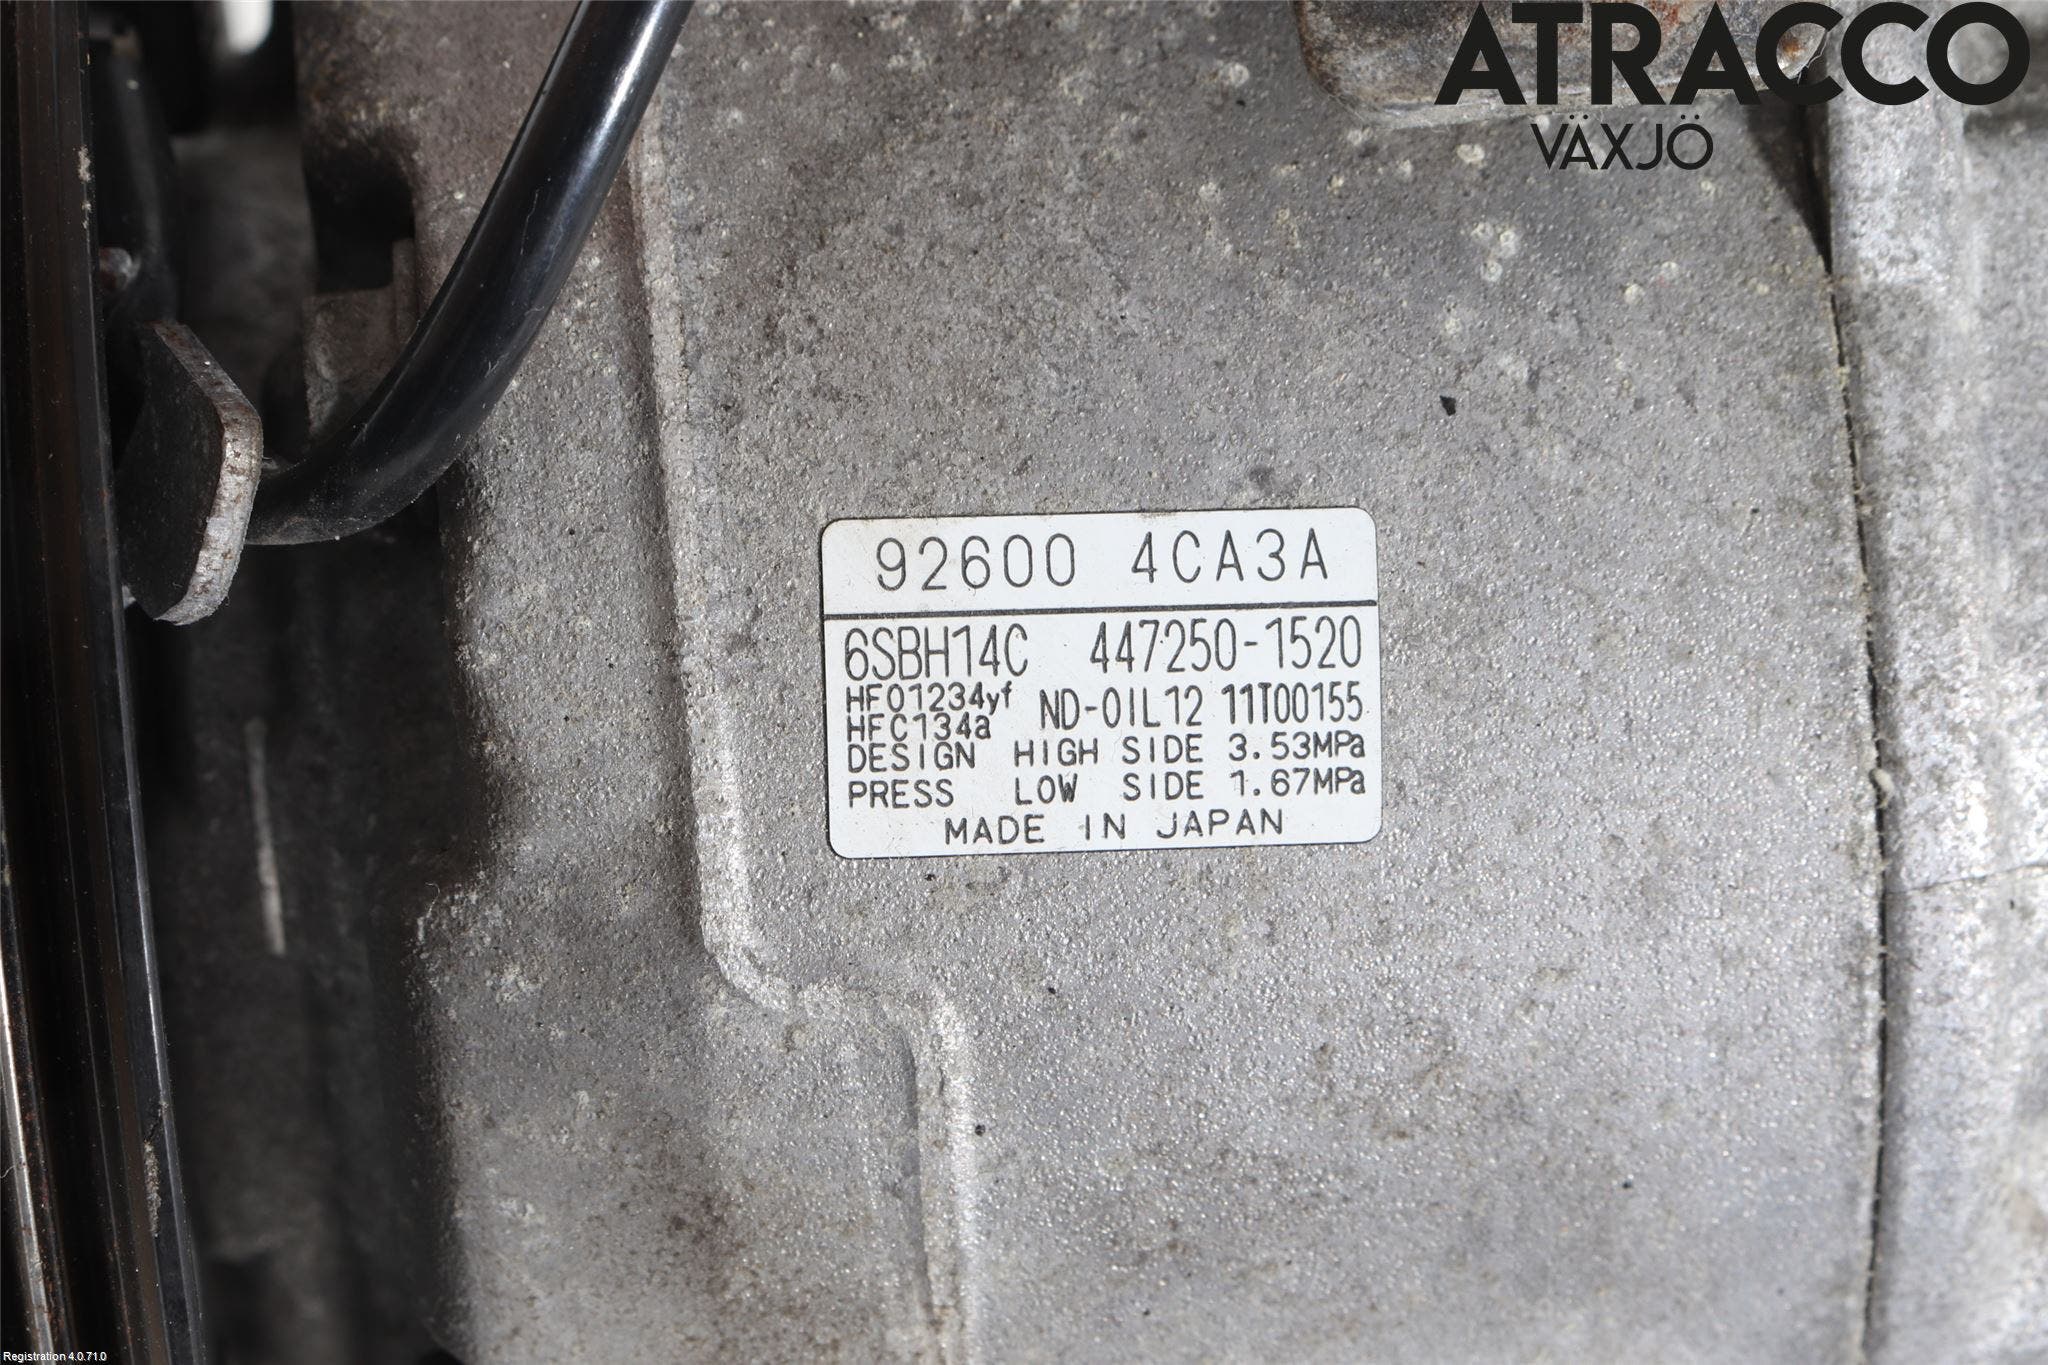 ATRACCO
VÄXJÖ
92600 4CA3A
6SBH14C 447250-1520
HFO1234yf
HFC134a ND-OIL12 11T00155
DESIGN HIGH SIDE 3.53MPa
PRESS LOW SIDE 1.67MPa
MADE IN JAPAN
Registration 4.0.71.0